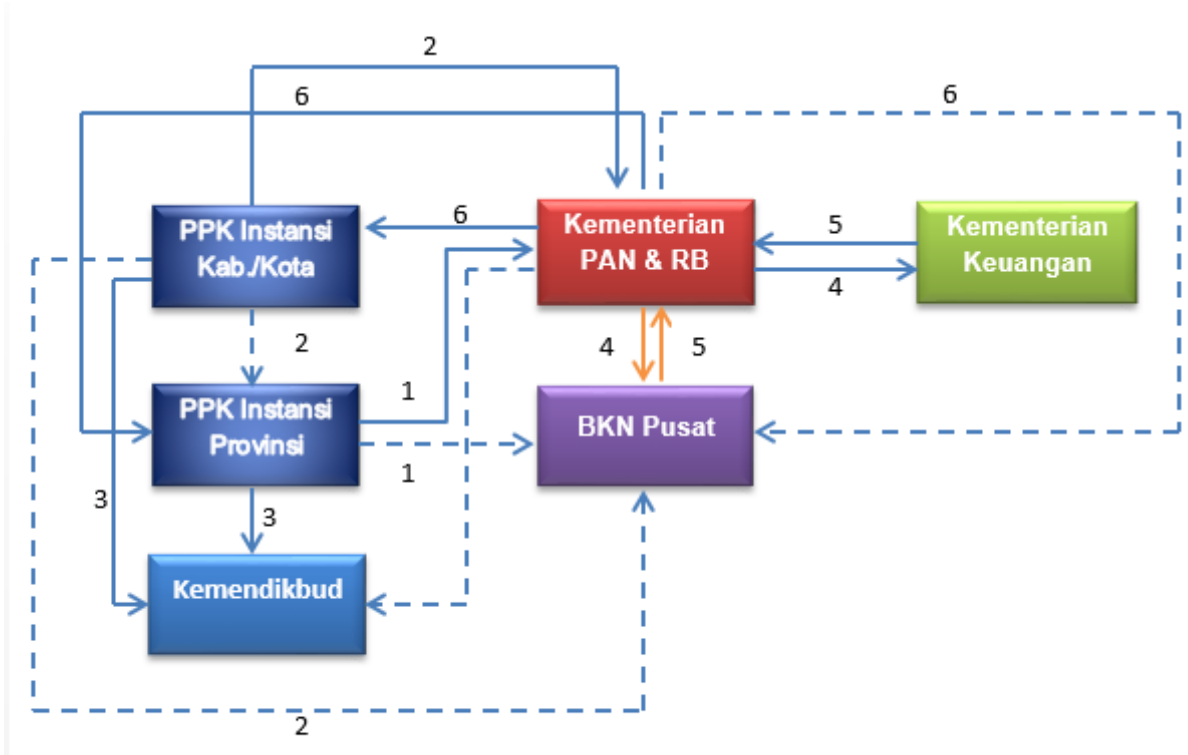 2
6
6
PPK Instansi
Kab./Kota
6
Kementerian
PAN & RB
5
4
Kementerian
Keuangan
2
4
5
1
PPK Instansi
Provinsi
BKN Pusat
1
3
3
Kemendikbud
2